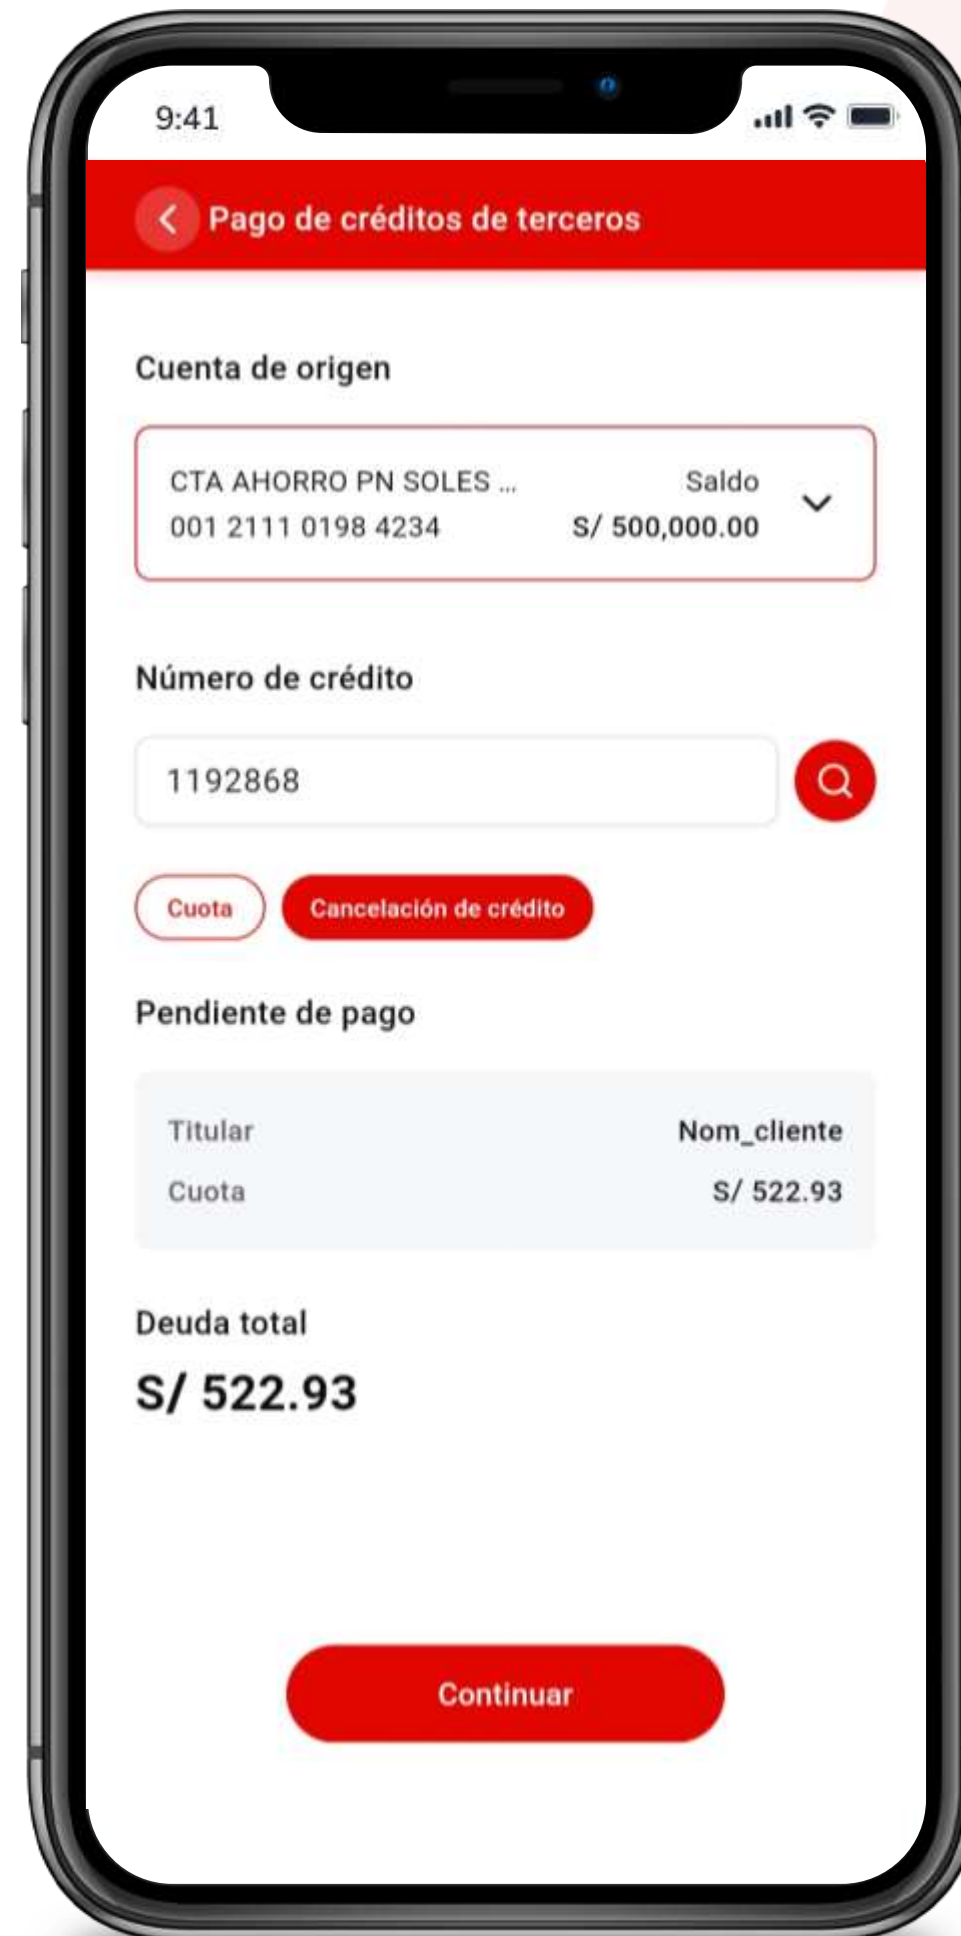 9:41
Pago de créditos de terceros
Cuenta de origen
CTA AHORRO PN SOLES ... Saldo
001 2111 0198 4234 S/ 500,000.00
Número de crédito
1192868
Cuota Cancelación de crédito
Pendiente de pago
Titular Nom_cliente
Cuota S/ 522.93
Deuda total
S/ 522.93
Continuar